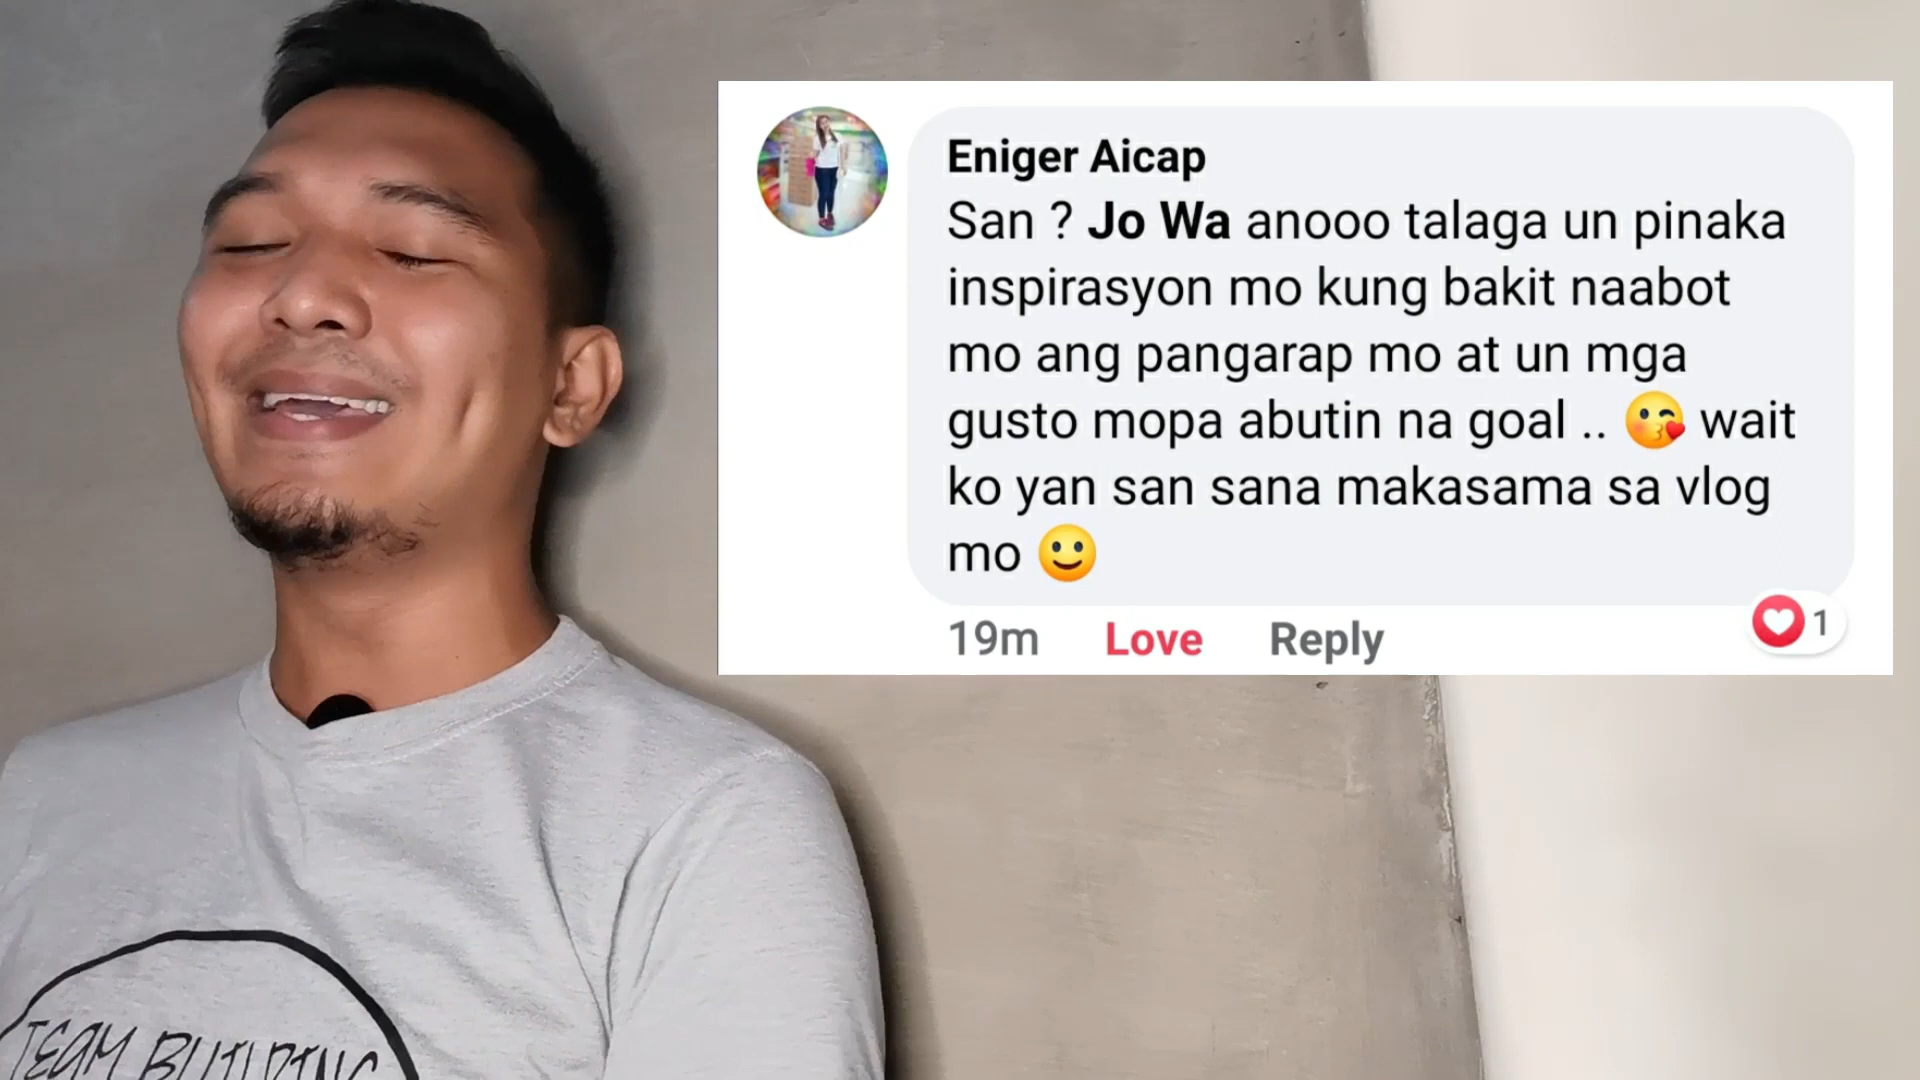 Eniger Aicap
San ? Jo Wa anooo talaga un pinaka
inspirasyon mo kung bakit naabot
mo ang pangarap mo at un mga
gusto mopa abutin na goal .. 😘 wait
ko yan san sana makasama sa vlog
mo 🙂
19m Love Reply 1
TEAM BUILDING